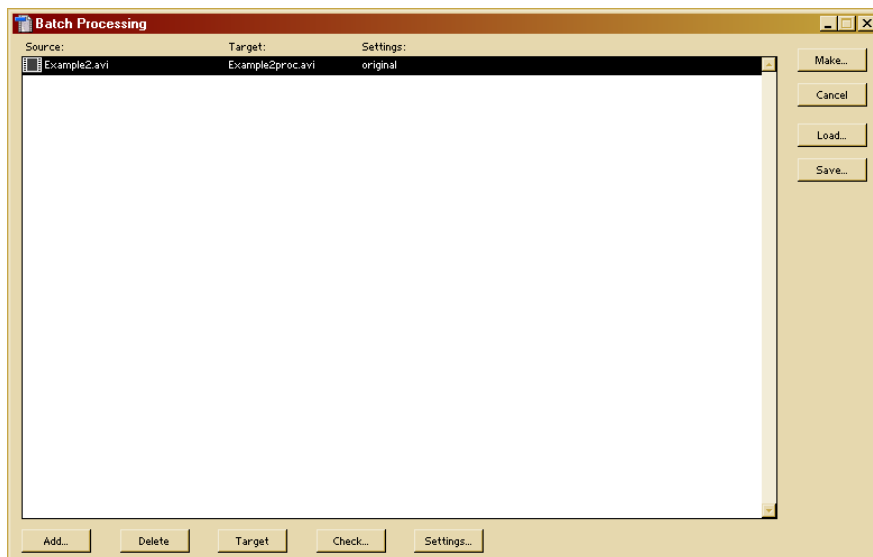 Batch Processing
Source: Target: Settings:
Example2.avi Example2proc.avi original
Make...
Cancel
Load...
Save...
Add... Delete Target Check... Settings...